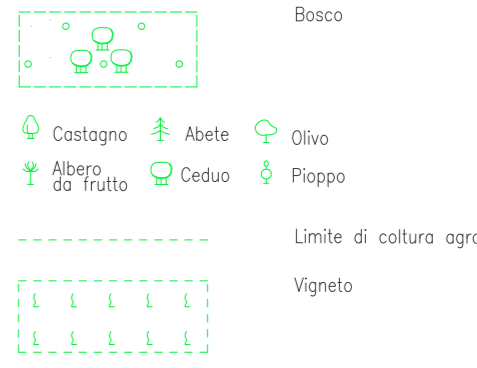 Bosco
Castagno
Abete
Olivo
Albero
da frutto
Ceduo
Pioppo
Limite di coltura
Vigneto